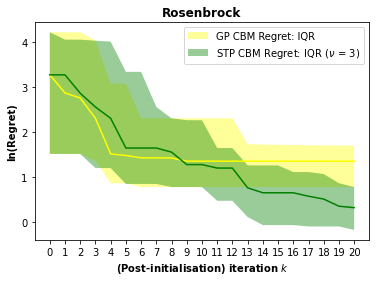 Rosenbrock
GP CBM Regret: IQR
STP CBM Regret: IQR (ν = 3)
ln(Regret)
4
3
2
1
0
0 1 2 3 4 5 6 7 8 9 10 11 12 13 14 15 16 17 18 19 20
(Post-initialisation) iteration k